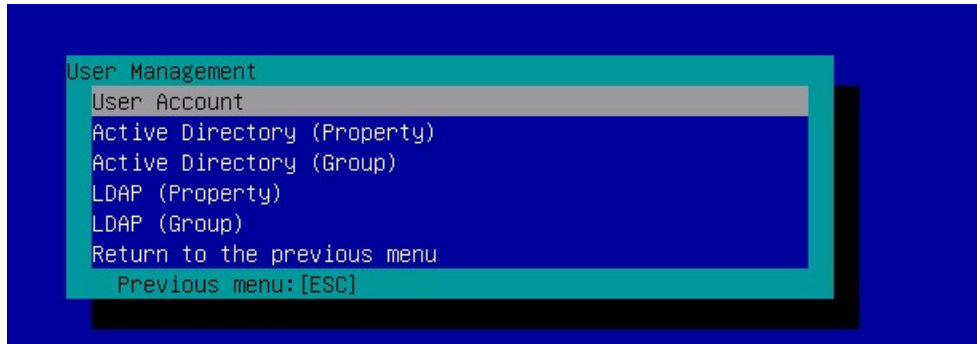 User Management
User Account
Active Directory (Property)
Active Directory (Group)
LDAP (Property)
LDAP (Group)
Return to the previous menu
Previous menu:[ESC]